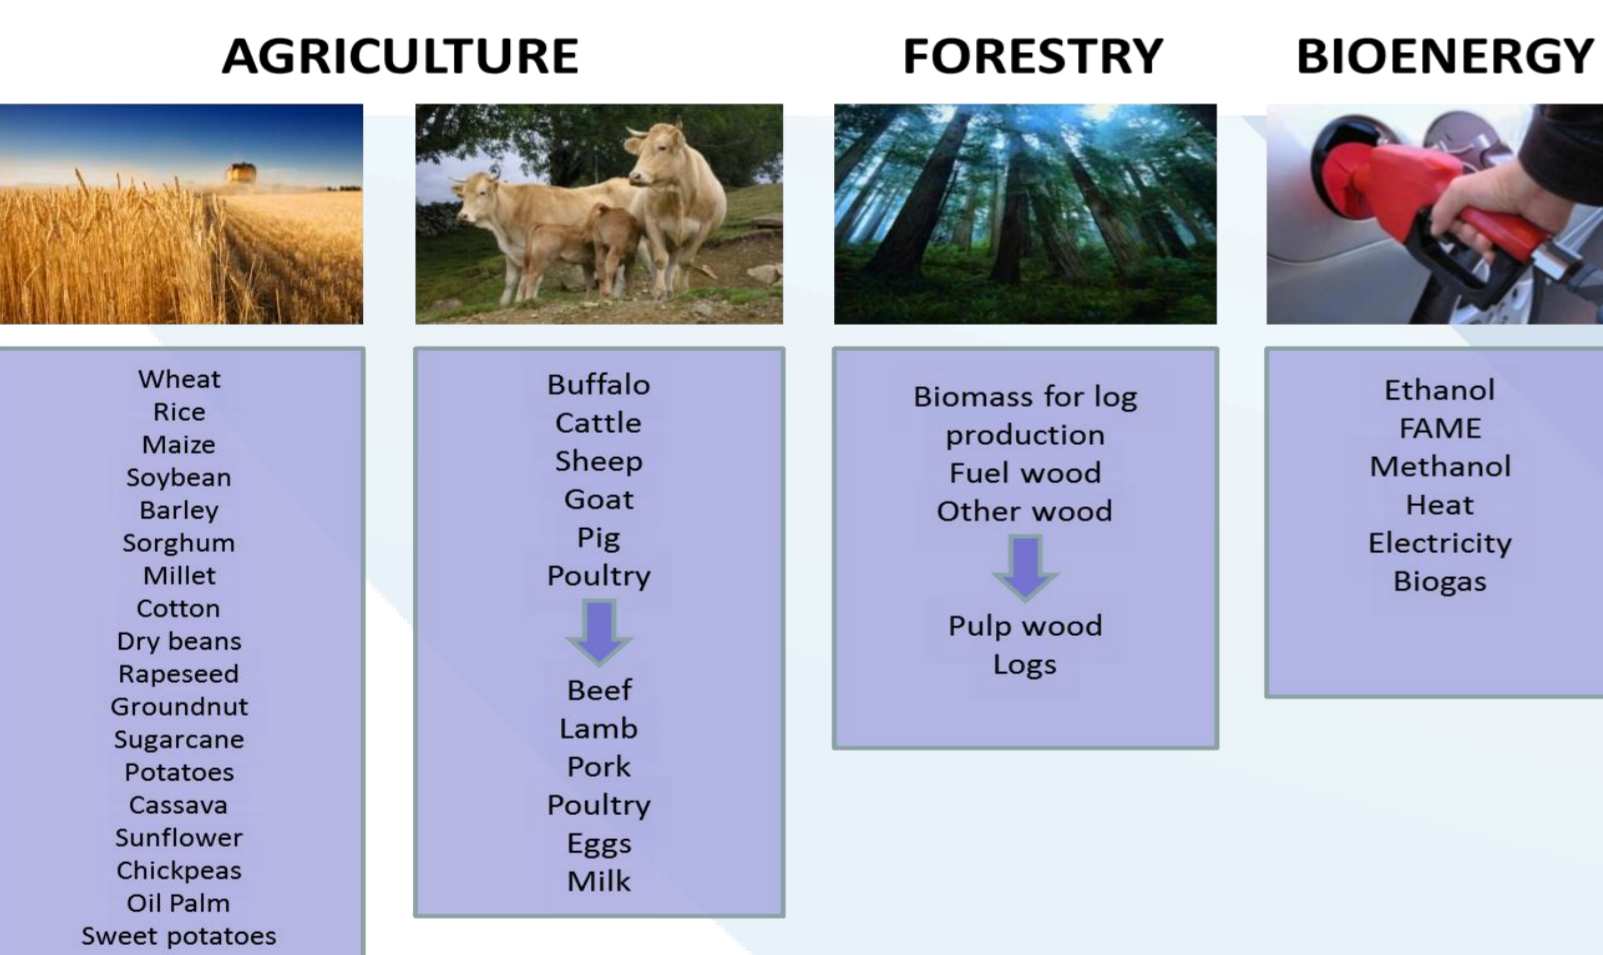 AGRICULTURE
FORESTRY
BIOENERGY
Wheat
Rice
Maize
Soybean
Barley
Sorghum
Millet
Cotton
Dry beans
Rapeseed
Groundnut
Sugarcane
Potatoes
Cassava
Sunflower
Chickpeas
Oil Palm
Sweet potatoes
Buffalo
Cattle
Sheep
Goat
Pig
Poultry
Beef
Lamb
Pork
Poultry
Eggs
Milk
Biomass for log
production
Fuel wood
Other wood
Pulp wood
Logs
Ethanol
FAME
Methanol
Heat
Electricity
Biogas